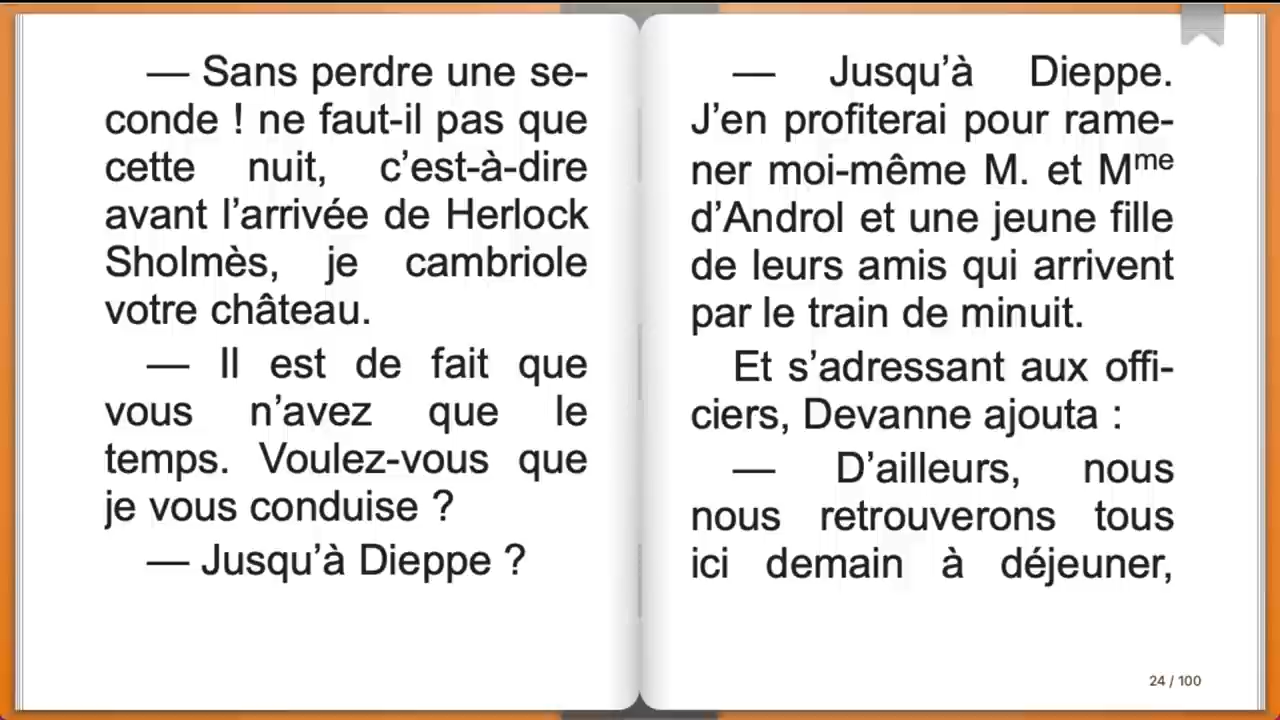 — Sans perdre une se-
conde ! ne faut-il pas que
cette nuit, c’est-à-dire
avant l’arrivée de Herlock
Sholmès, je cambriole
votre château.
— Il est de fait que
vous n’avez que le
temps. Voulez-vous que
je vous conduise ?
— Jusqu’à Dieppe ?
— Jusqu’à Dieppe.
J’en profiterai pour rame-
ner moi-même M. et Mᵐᵉ
d’Androl et une jeune fille
de leurs amis qui arrivent
par le train de minuit.
Et s’adressant aux offi-
ciers, Devanne ajouta :
— D’ailleurs, nous
nous retrouverons tous
ici demain à déjeuner,
24 / 100